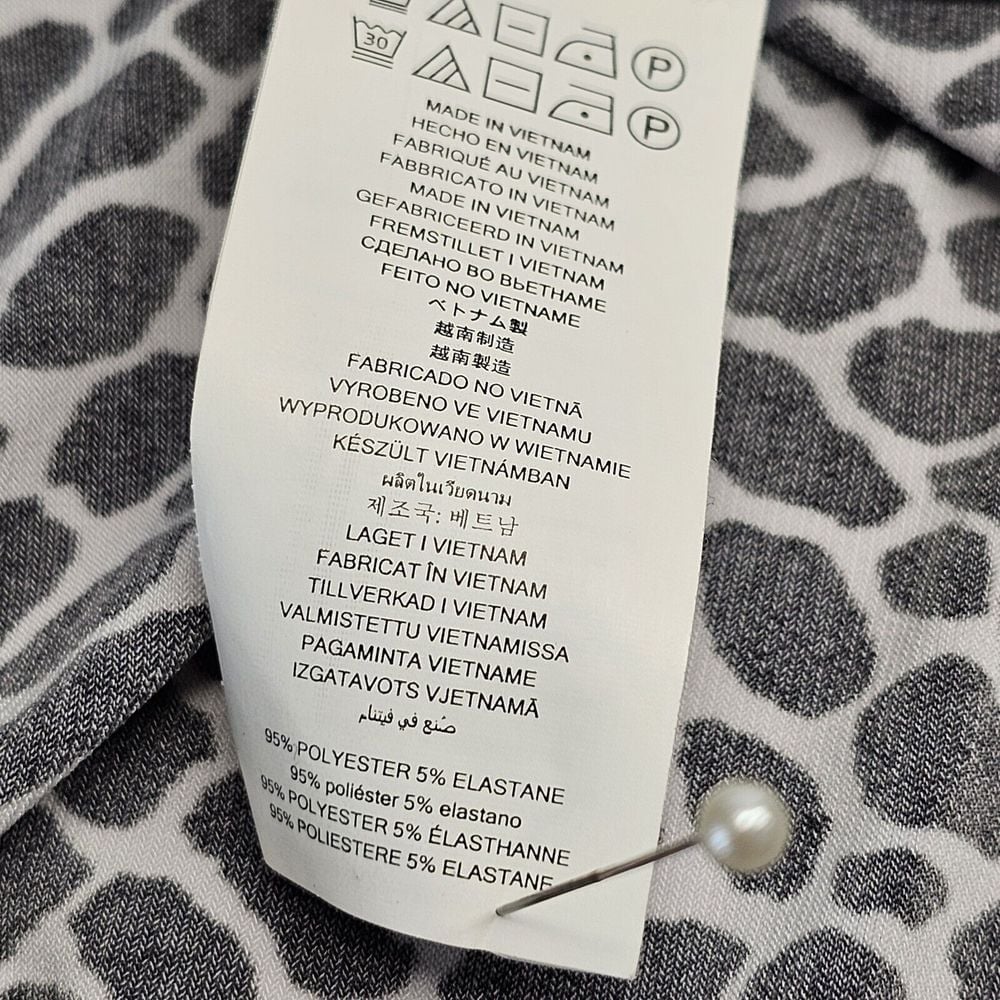 P
30 P
MADE IN VIETNAM
HECHO EN VIETNAM
FABRIQUÉ AU VIETNAM
FABBRICATO IN VIETNAM
MADE IN VIETNAM
GEFABRICEERD IN VIETNAM
FREMSTILLET I VIETNAM
СДЕЛАНО ВО ВЬЕТНАМЕ
FEITO NO VIETNAME
ベトナム製
越南制造
越南製造
FABRICADO NO VIETNÃ
VYROBENO VE VIETNAMU
WYPRODUKOWANO W WIETNAMIE
KÉSZÜLT VIETNÁMBAN
ผลิตในเวียดนาม
제조국: 베트남
LAGET I VIETNAM
FABRICAT ÎN VIETNAM
TILLVERKAD I VIETNAM
VALMISTETTU VIETNAMISSA
PAGAMINTA VIETNAME
IZGATAVOTS VJETNAMĀ
صُنع في فيتنام
95% POLYESTER 5% ELASTANE
95% poliéster 5% elastano
95% POLYESTER 5% ÉLASTHANNE
95% POLIESTERE 5% ELASTANE